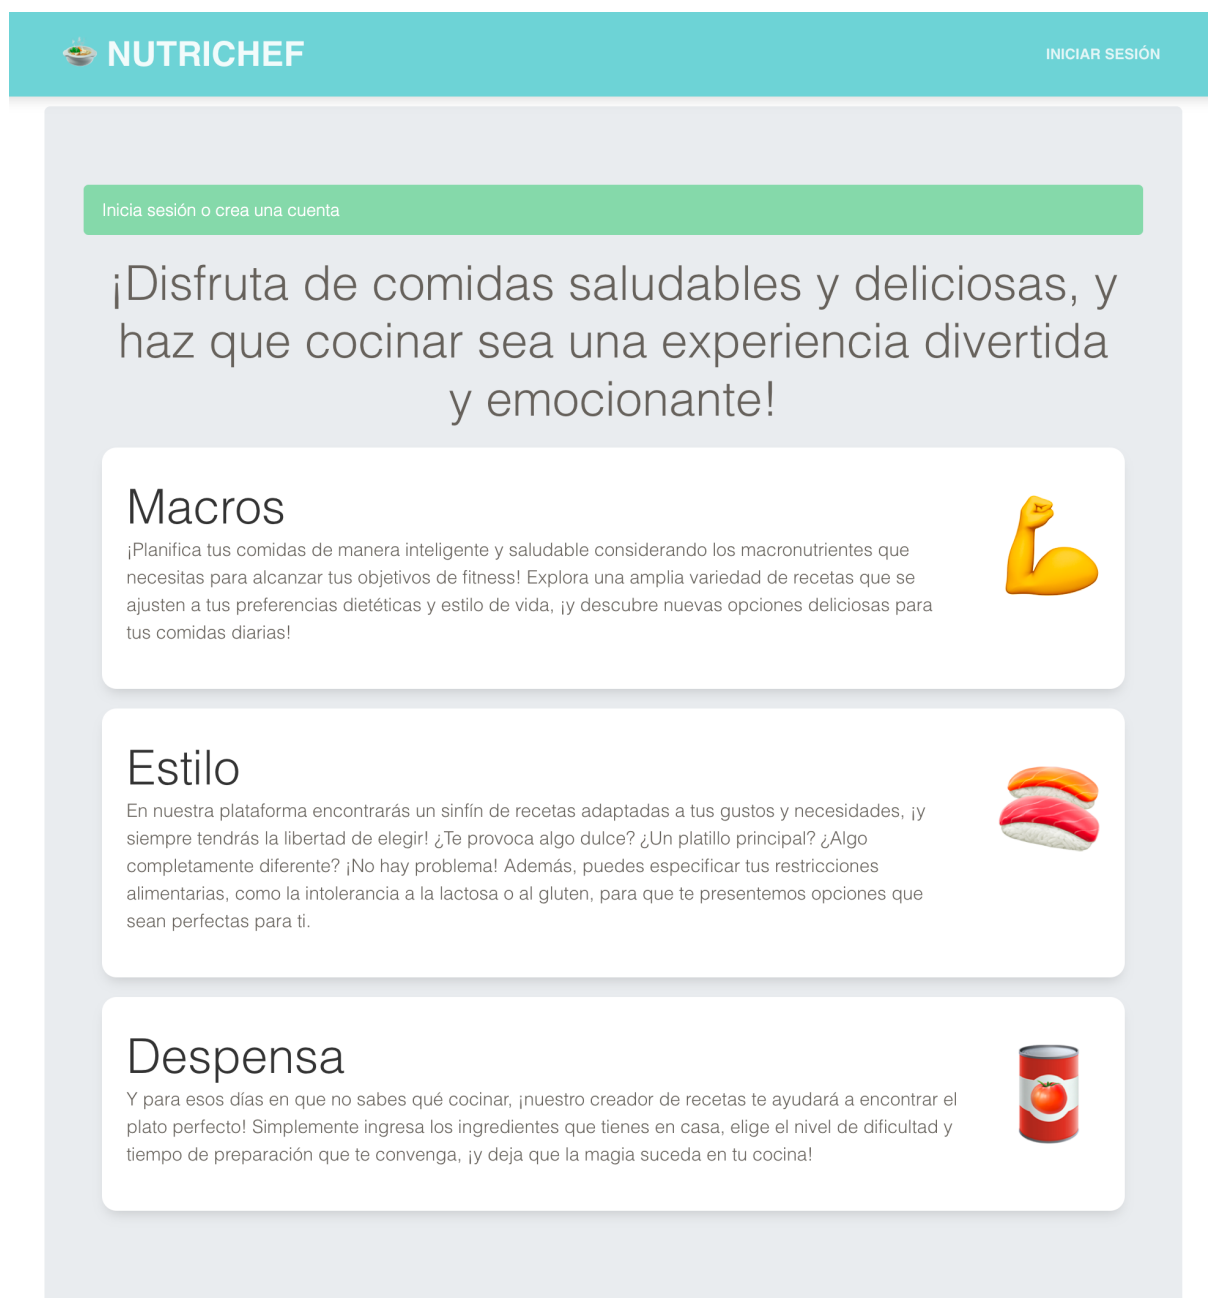 NUTRICHEF
INICIAR SESIÓN
Inicia sesión o crea una cuenta
¡Disfruta de comidas saludables y deliciosas, y
haz que cocinar sea una experiencia divertida
y emocionante!
Macros
¡Planifica tus comidas de manera inteligente y saludable considerando los macronutrientes que
necesitas para alcanzar tus objetivos de fitness! Explora una amplia variedad de recetas que se
ajusten a tus preferencias dietéticas y estilo de vida, ¡y descubre nuevas opciones deliciosas para
tus comidas diarias!
Estilo
En nuestra plataforma encontrarás un sinfín de recetas adaptadas a tus gustos y necesidades, ¡y
siempre tendrás la libertad de elegir! ¿Te provoca algo dulce? ¿Un platillo principal? ¿Algo
completamente diferente? ¡No hay problema! Además, puedes especificar tus restricciones
alimentarias, como la intolerancia a la lactosa o al gluten, para que te presentemos opciones que
sean perfectas para ti.
Despensa
Y para esos días en que no sabes qué cocinar, ¡nuestro creador de recetas te ayudará a encontrar el
plato perfecto! Simplemente ingresa los ingredientes que tienes en casa, elige el nivel de dificultad y
tiempo de preparación que te convenga, ¡y deja que la magia suceda en tu cocina!